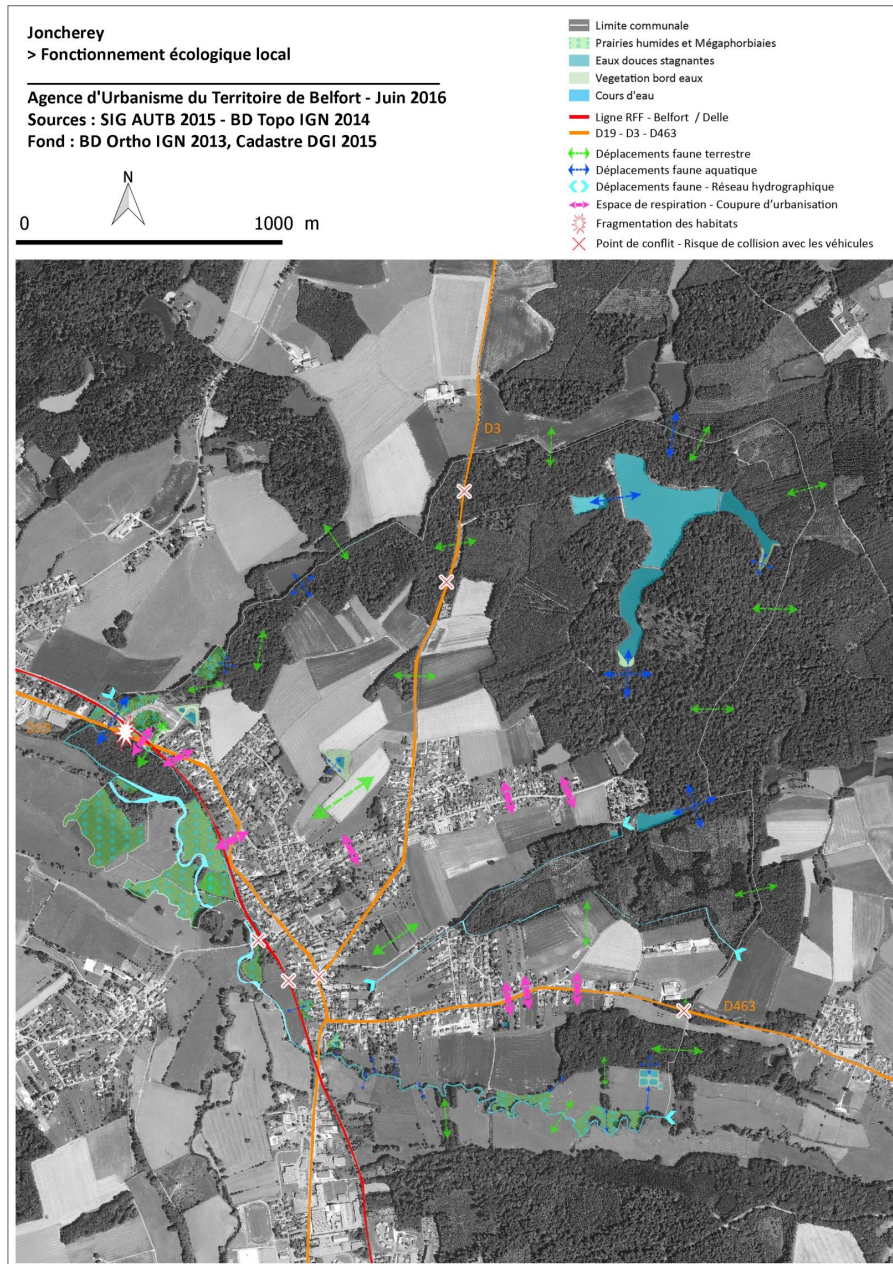 Joncherey
> Fonctionnement écologique local
Agence d'Urbanisme du Territoire de Belfort - Juin 2016
Sources : SIG AUTB 2015 - BD Topo IGN 2014
Fond : BD Ortho IGN 2013, Cadastre DGI 2015
N
0 1000 m
Limite communale
Prairies humides et Mégaphorbiaies
Eaux douces stagnantes
Vegetation bord eaux
Cours d'eau
Ligne RFF - Belfort / Delle
D19 - D3 - D463
Déplacements faune terrestre
Déplacements faune aquatique
Déplacements faune - Réseau hydrographique
Espace de respiration - Coupure d'urbanisation
Fragmentation des habitats
Point de conflit - Risque de collision avec les véhicules
D3
D19
D463